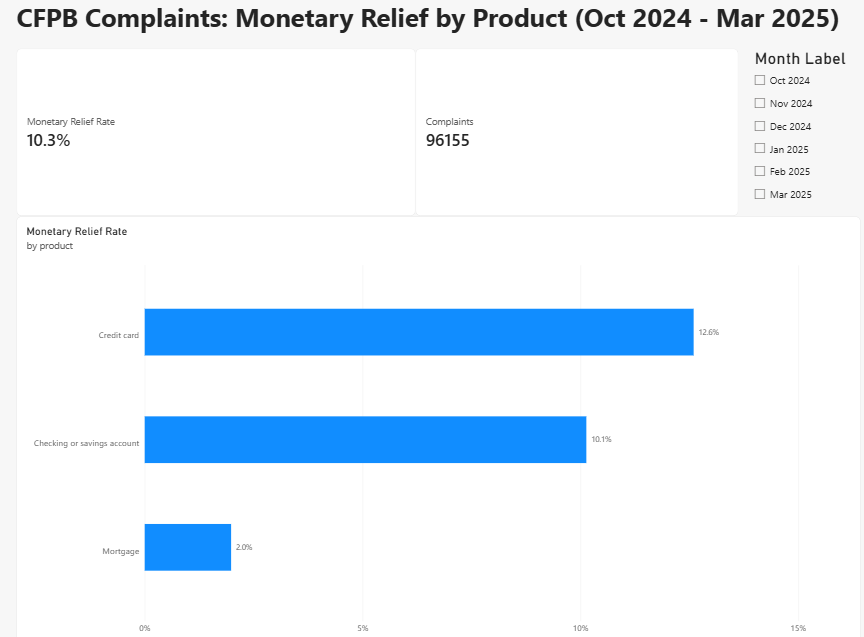 CFPB Complaints: Monetary Relief by Product (Oct 2024 - Mar 2025)
Monetary Relief Rate
10.3%
Complaints
96155
Month Label
Oct 2024
Nov 2024
Dec 2024
Jan 2025
Feb 2025
Mar 2025
Monetary Relief Rate
by product
Credit card
12.6%
Checking or savings account
10.1%
Mortgage
2.0%
0%
5%
10%
15%